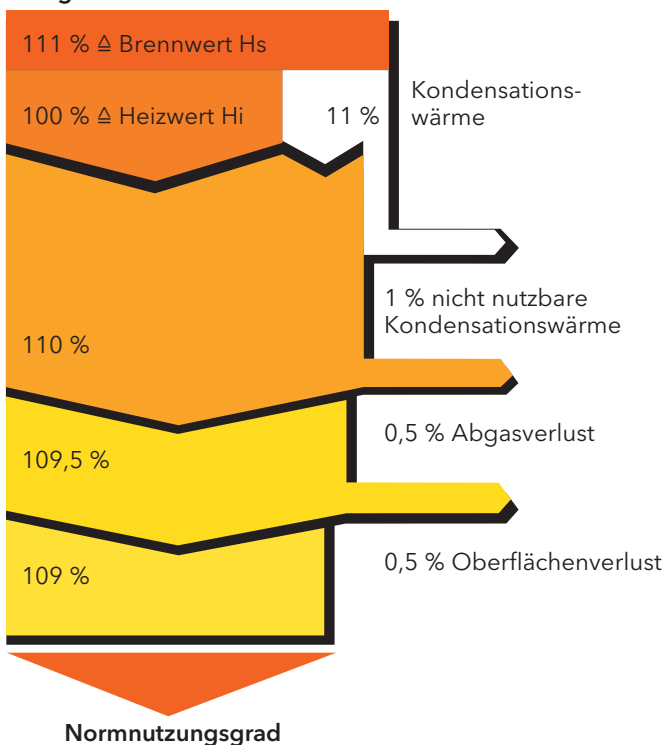 111 % ≙ Brennwert Hs
100 % ≙ Heizwert Hi
11 %
Kondensations-
wärme
1 % nicht nutzbare
Kondensationswärme
110 %
0,5 % Abgasverlust
109,5 %
0,5 % Oberflächenverlust
109 %
Normnutzungsgrad